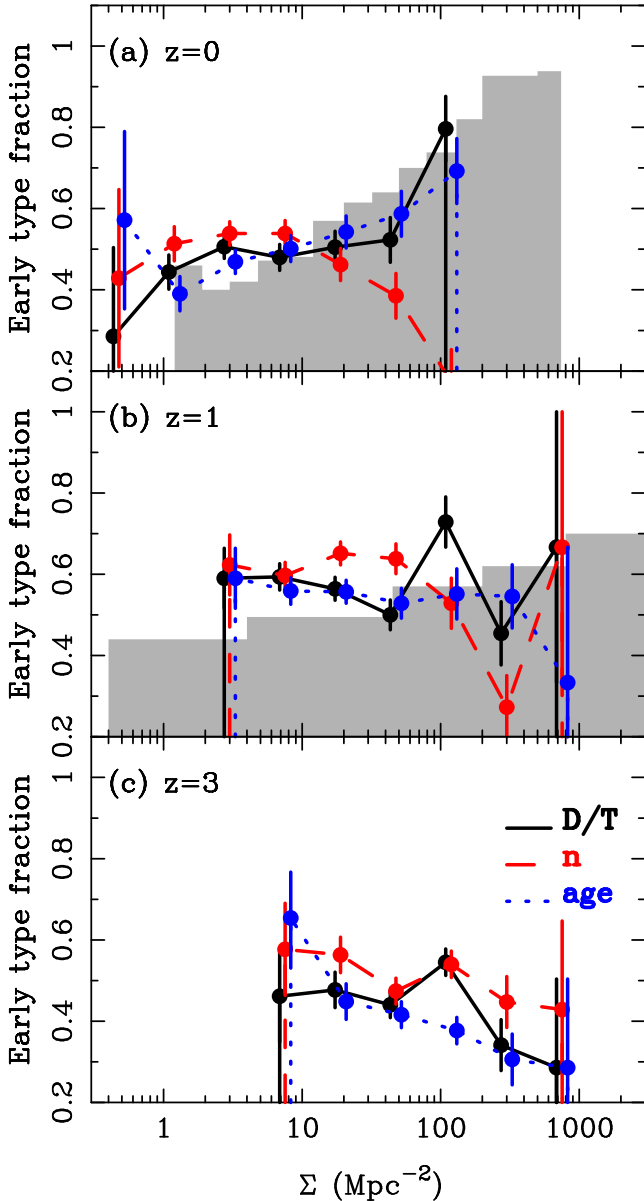 (a) z=0
Early type fraction
0.2 0.4 0.6 0.8 1
(b) z=1
Early type fraction
0.2 0.4 0.6 0.8 1
(c) z=3
D/T
n
age
Early type fraction
0.2 0.4 0.6 0.8 1
1 10 100 1000
Σ (Mpc⁻²)